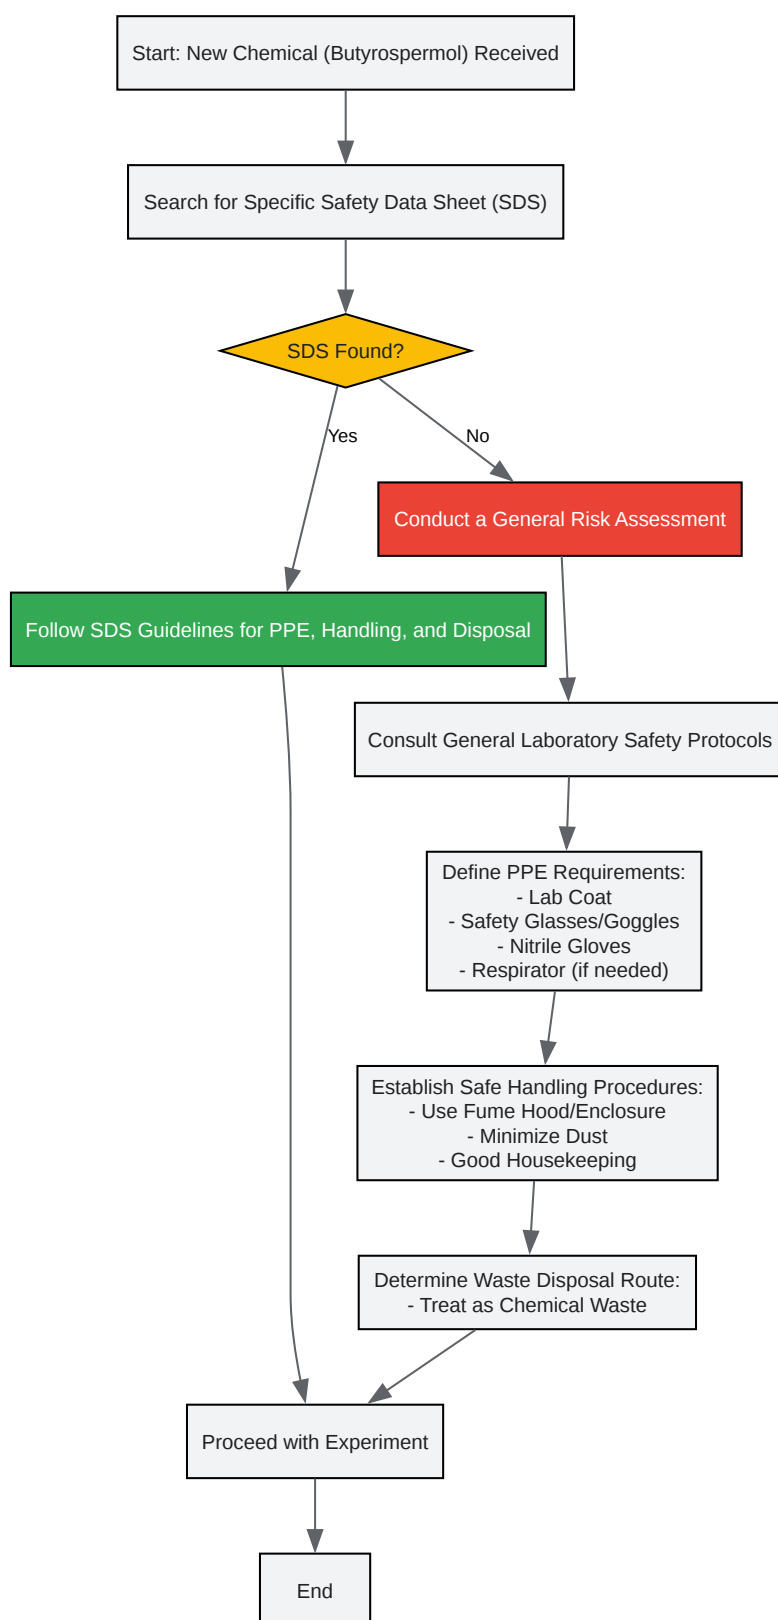 Start: New Chemical (Butyrospermol) Received
Search for Specific Safety Data Sheet (SDS)
SDS Found?
Yes
No
Conduct a General Risk Assessment
Follow SDS Guidelines for PPE, Handling, and Disposal
Consult General Laboratory Safety Protocols
Define PPE Requirements:
- Lab Coat
- Safety Glasses/Goggles
- Nitrile Gloves
- Respirator (if needed)
Establish Safe Handling Procedures:
- Use Fume Hood/Enclosure
- Minimize Dust
- Good Housekeeping
Determine Waste Disposal Route:
- Treat as Chemical Waste
Proceed with Experiment
End